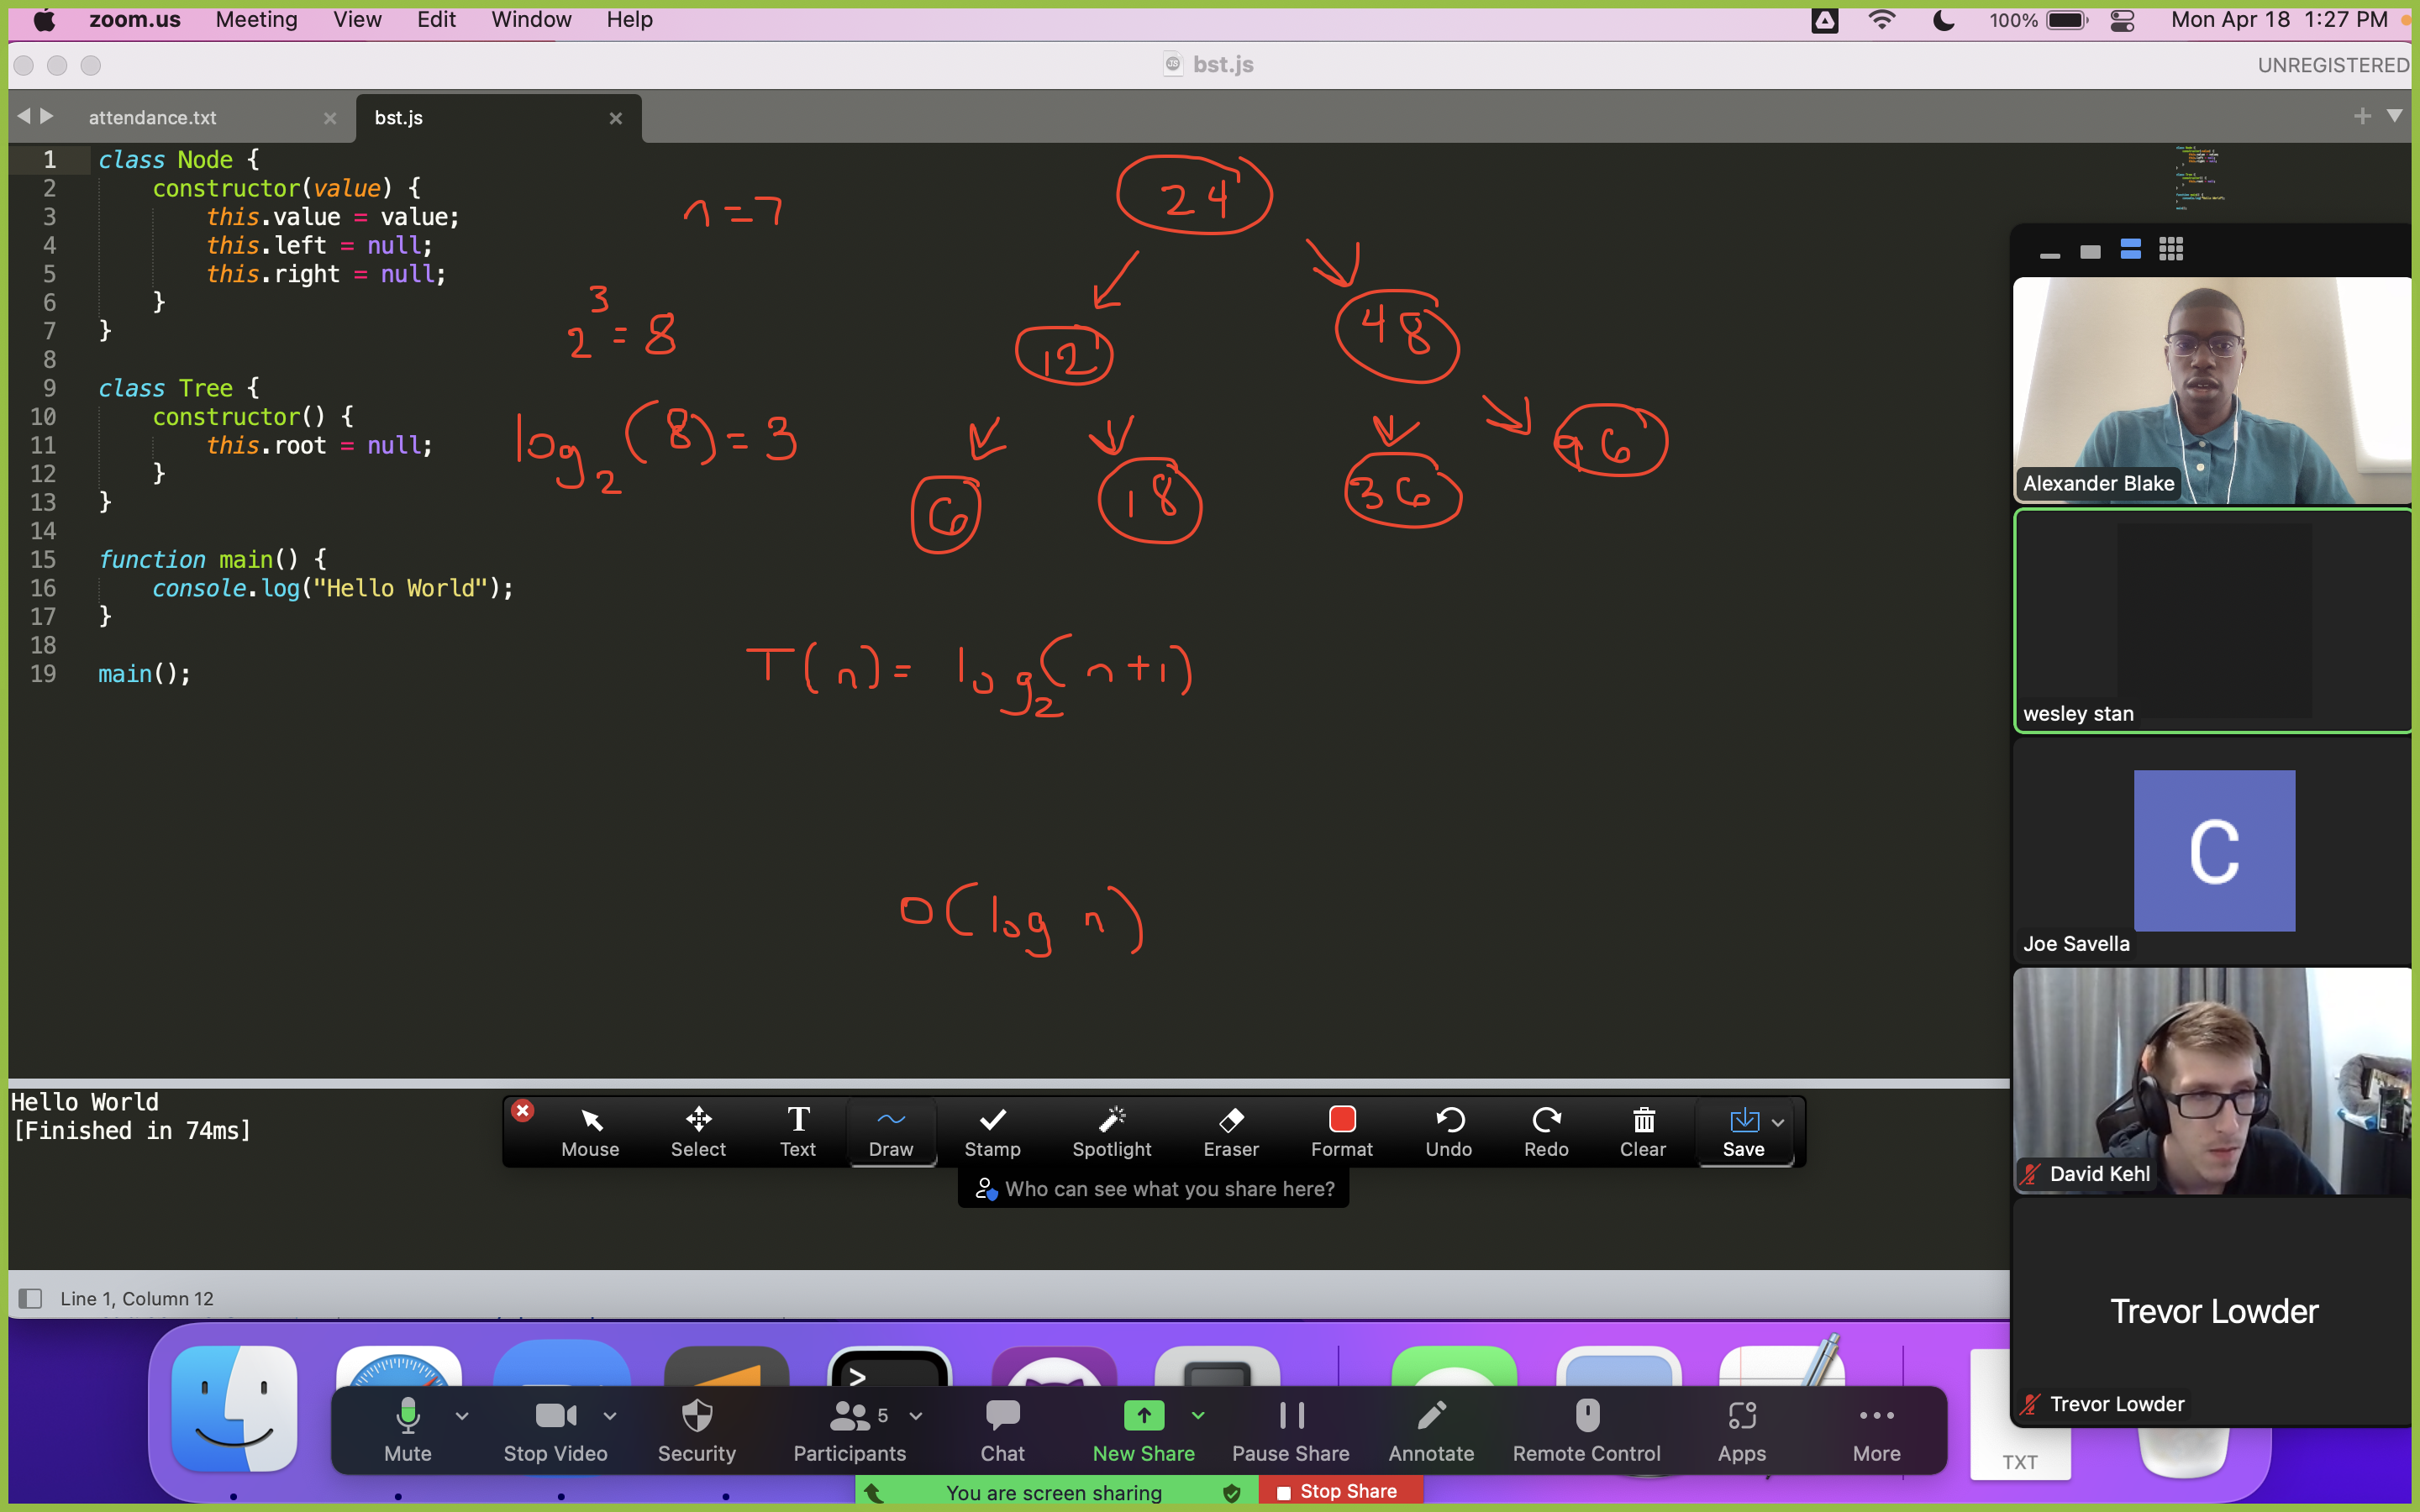 zoom.us Meeting View Edit Window Help 100% Mon Apr 18 1:27 PM
bst.js UNREGISTERED
attendance.txt bst.js
1 class Node {
2 constructor(value) {
3 this.value = value;
4 this.left = null;
5 this.right = null;
6 }
7 }
8
9 class Tree {
10 constructor() {
11 this.root = null;
12 }
13 }
14
15 function main() {
16 console.log("Hello World");
17 }
18
19 main();
n=7
2^3 = 8
log_2(8)=3
24
12 48
6 18 36 96
T(n)= log_2(n+1)
O(log n)
Alexander Blake
wesley stan
C
Joe Savella
David Kehl
Trevor Lowder
Trevor Lowder
Hello World
[Finished in 74ms]
Mouse Select Text Draw Stamp Spotlight Eraser Format Undo Redo Clear Save
Who can see what you share here?
Line 1, Column 12
Mute Stop Video Security Participants 5 Chat New Share Pause Share Annotate Remote Control Apps More
TXT
You are screen sharing Stop Share